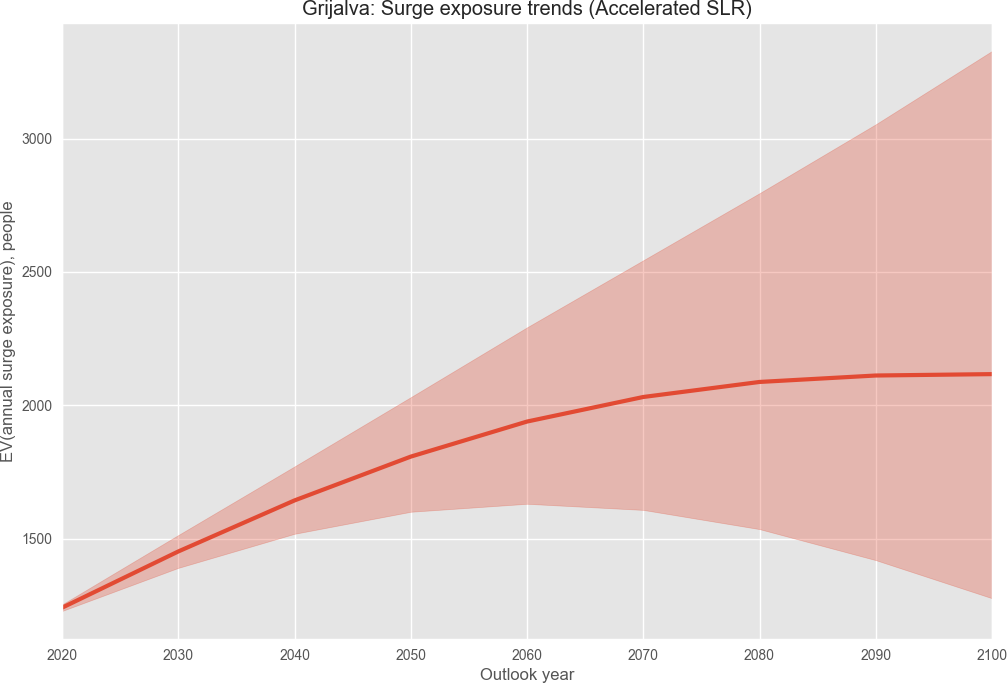 Grijalva: Surge exposure trends (Accelerated SLR)
EV(annual surge exposure), people
3000
2500
2000
1500
2020 2030 2040 2050 2060 2070 2080 2090 2100
Outlook year